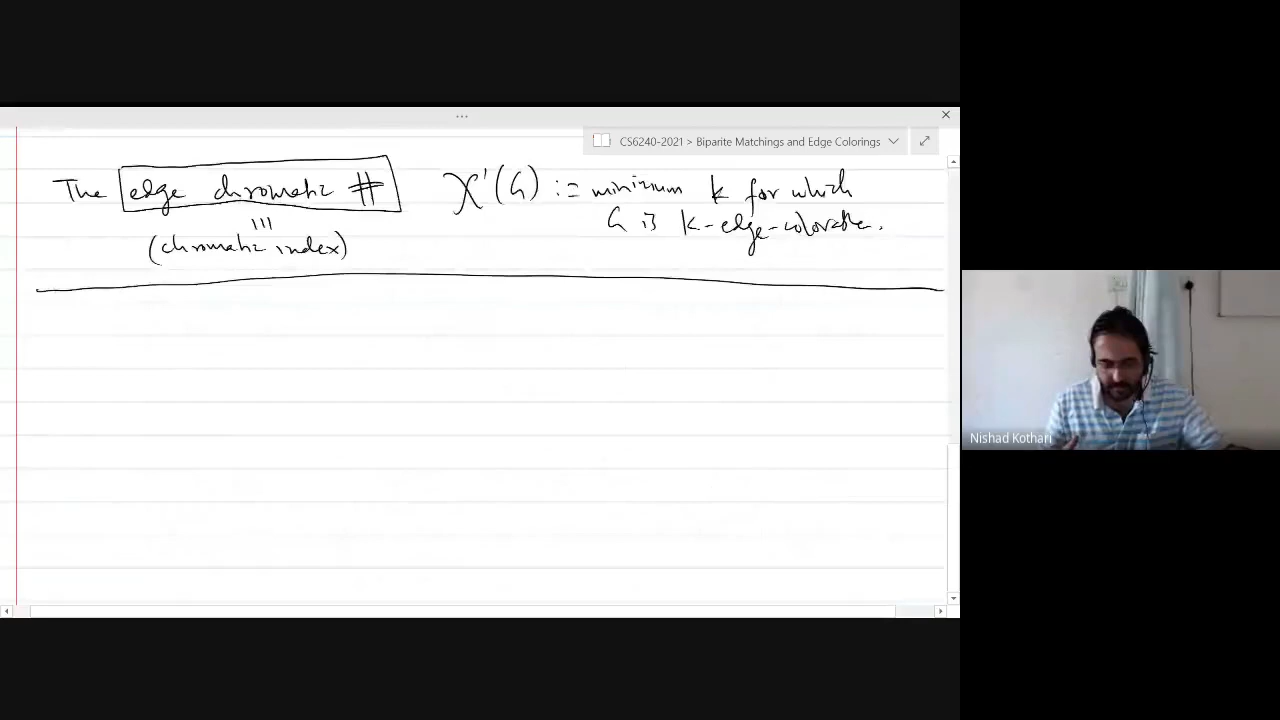 CS6240-2021 > Biparite Matchings and Edge Colorings
The edge chromatic # χ'(G) := minimum k for which
G is k-edge-colorable.
(chromatic index)
Nishad Kothari